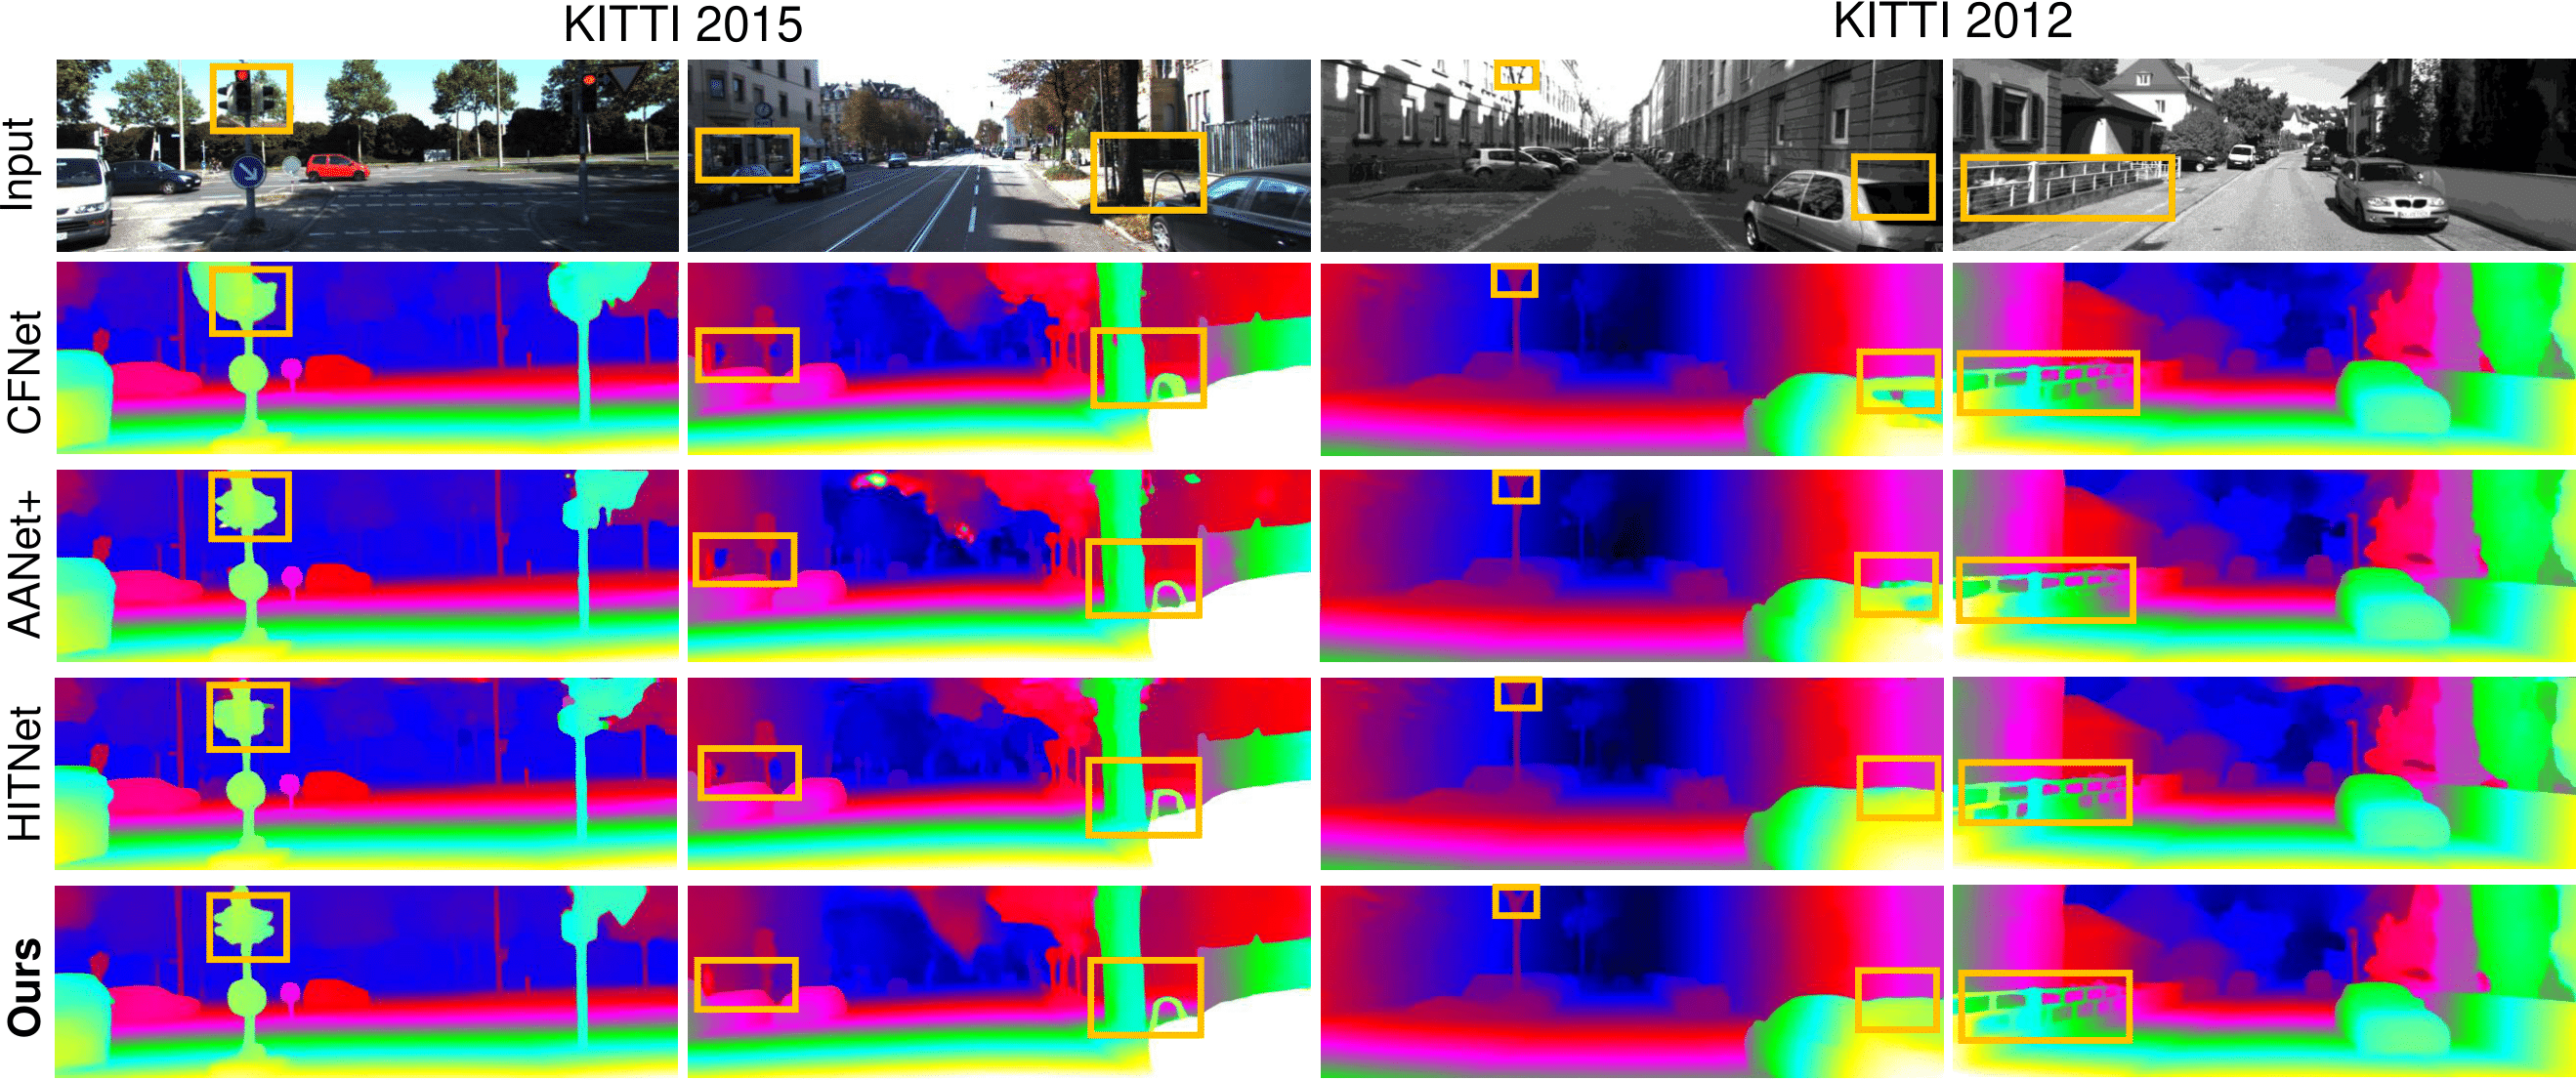 KITTI 2015
KITTI 2012
Input
CFNet
AANet+
HITNet
Ours